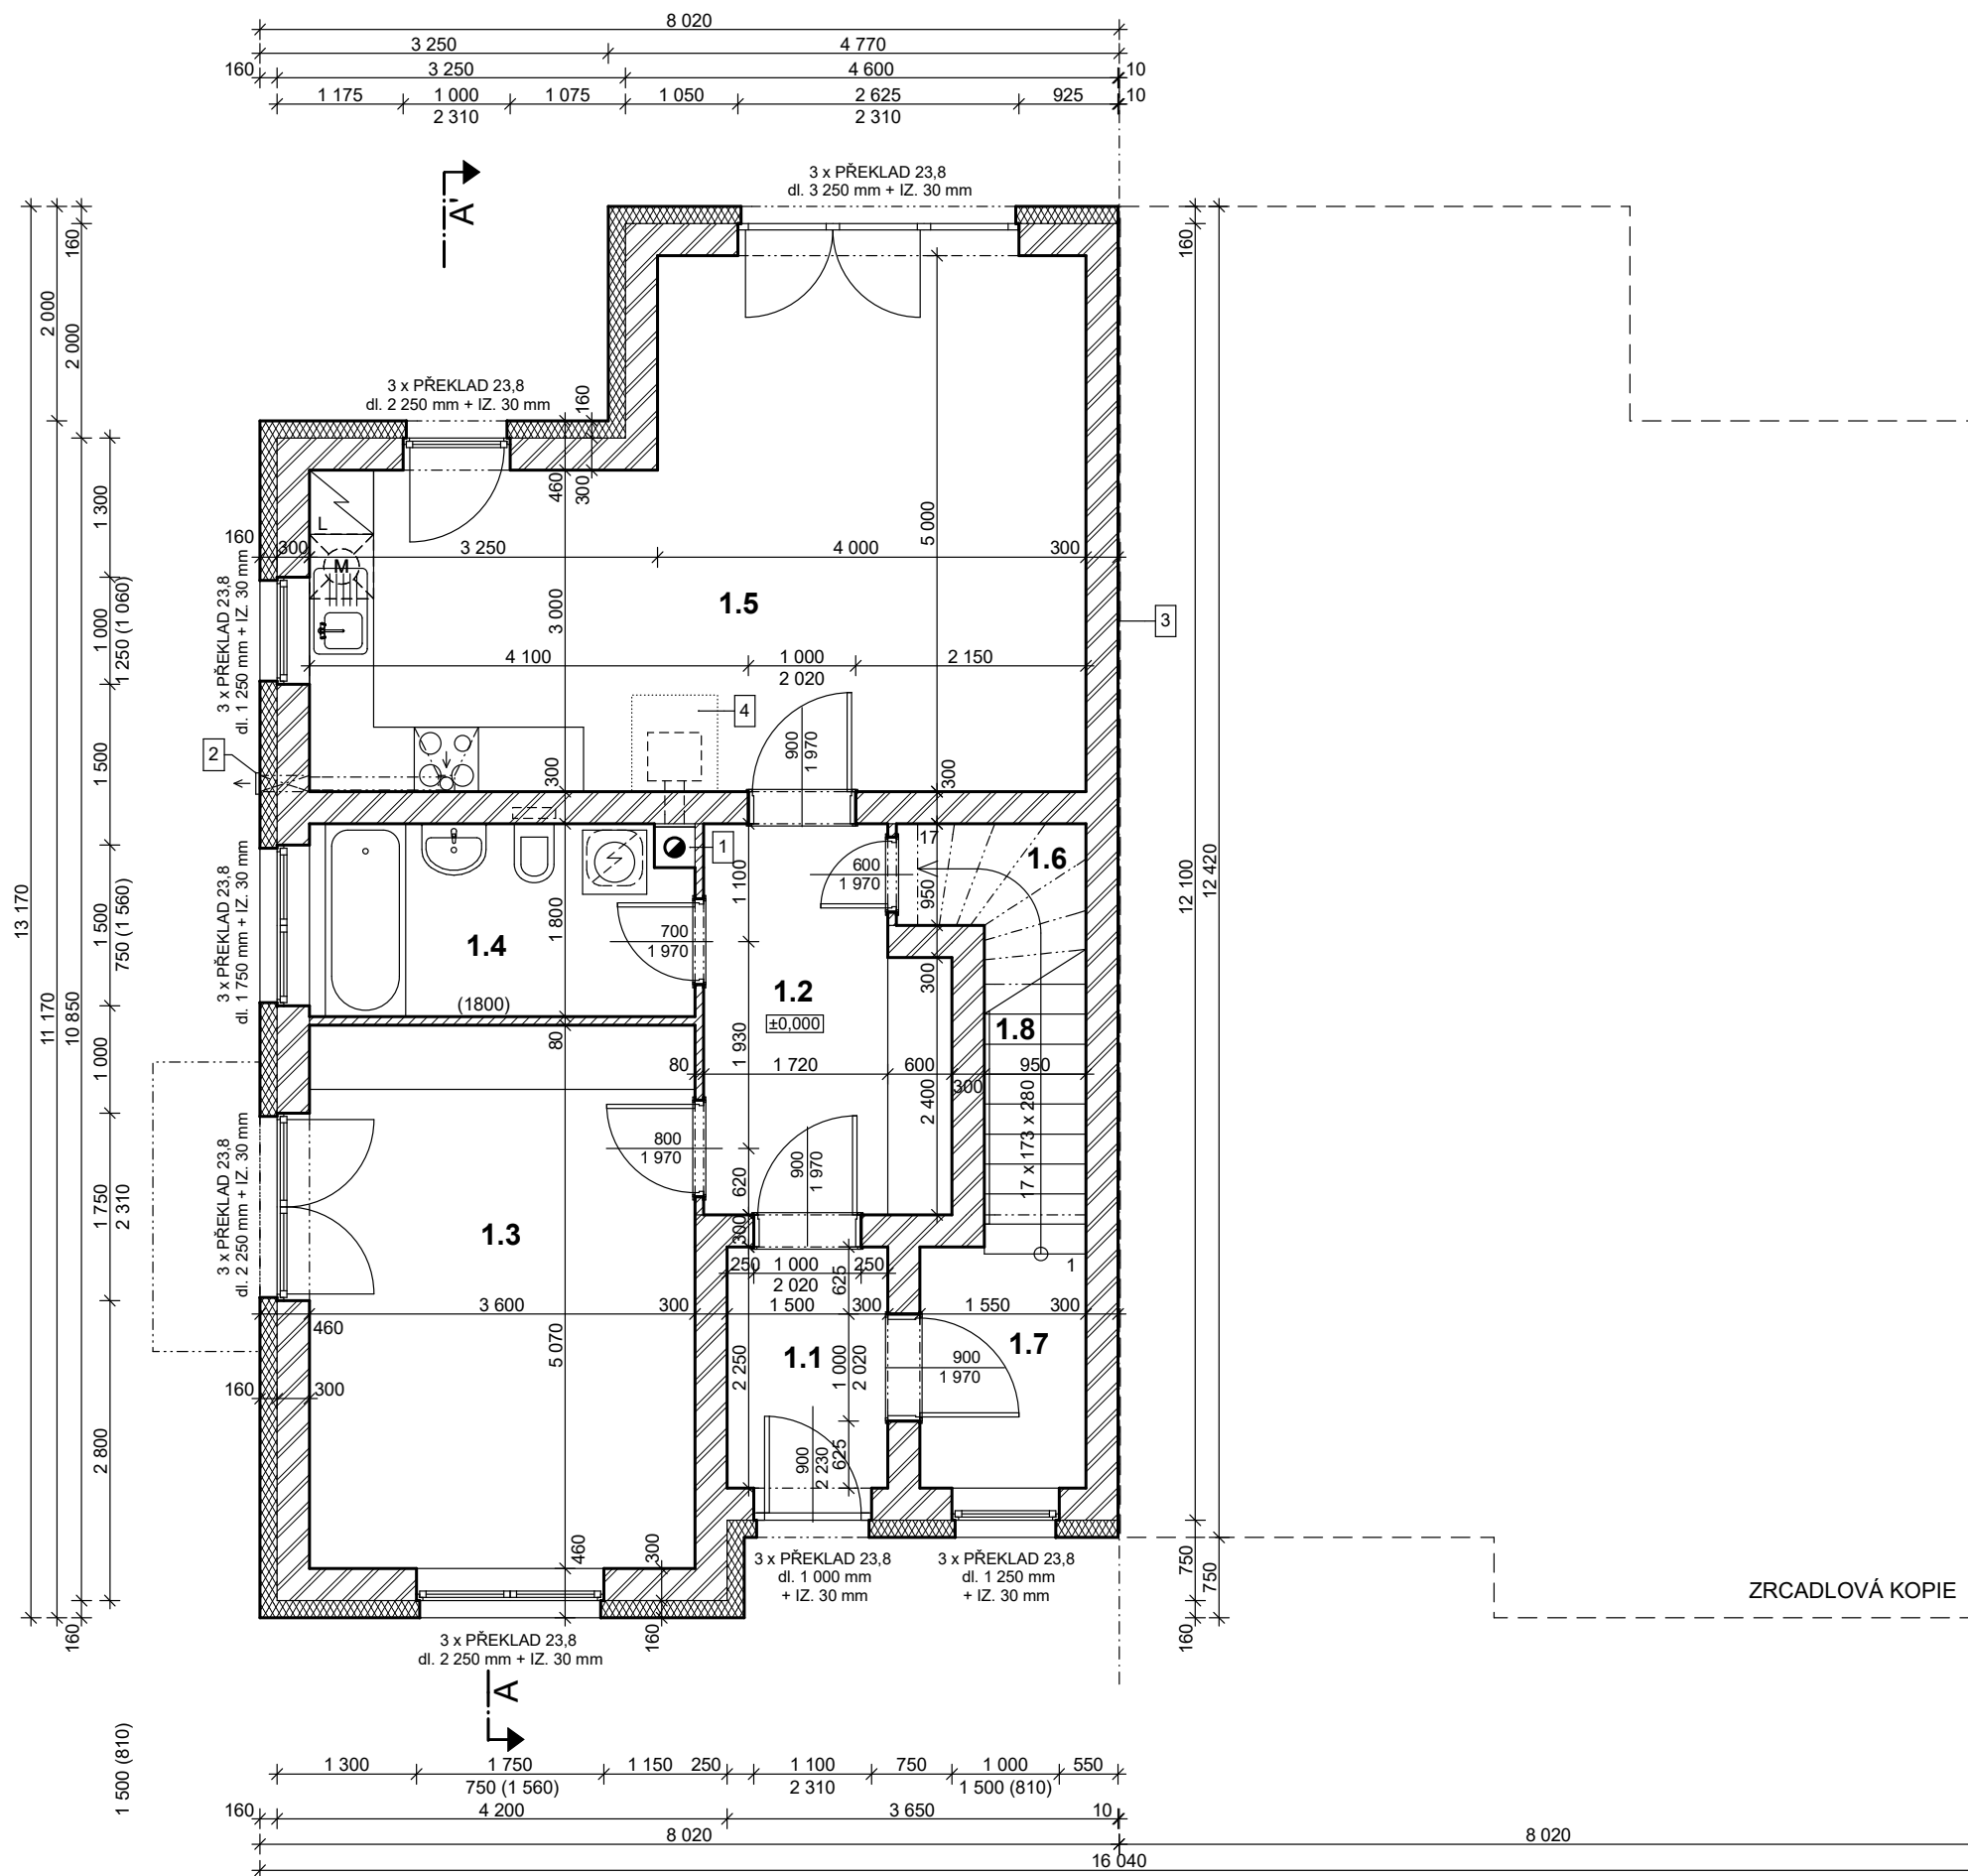 8 020
3 250 4 770
160 3 250 4 600 10
1 175 1 000 1 075 1 050 2 625 925 10
2 310 2 310
A'
3 x PŘEKLAD 23,8
dl. 3 250 mm + IZ. 30 mm
3 x PŘEKLAD 23,8
dl. 2 250 mm + IZ. 30 mm
160
460
300
13 170
2 000
11 170
160
2 000
10 850
160
1 300
1 000
1 250 (1 060)
1 500
1 500
750 (1 560)
1 000
1 750
2 310
2 800
1 500 (810)
3 x PŘEKLAD 23,8
dl. 1 250 mm + IZ. 30 mm
3 x PŘEKLAD 23,8
dl. 1 750 mm + IZ. 30 mm
3 x PŘEKLAD 23,8
dl. 2 250 mm + IZ. 30 mm
160 300 3 250 4 000 300
L
M
5 000
3 000
1.5
3
4 100 1 000 2 150
2 020
4
900
1 970
2
300
300
1
17
1.6
600
1 970
950
1 100
1 800
700
1 970
1.4
(1800)
1.2
±0,000
300
1.8
80
1 930
80 1 720 600 300 950
2 400
17 x 173 x 280
800
1 970
620
900
1 970
1.3
300
250 1 000 250
2 020
625
1
3 600 300 1 500 300 1 550 300
460
5 070
2 250
1.1
1 000
2 020
1.7
900
1 970
160 300
900
2 230
625
460
300
160
160
12 100
12 420
750
750
160
3 x PŘEKLAD 23,8
dl. 1 000 mm
+ IZ. 30 mm
3 x PŘEKLAD 23,8
dl. 1 250 mm
+ IZ. 30 mm
ZRCADLOVÁ KOPIE
3 x PŘEKLAD 23,8
dl. 2 250 mm + IZ. 30 mm
A
1 300 1 750 1 150 250 1 100 750 1 000 550
750 (1 560) 2 310 1 500 (810)
160 4 200 3 650 10
8 020 8 020
16 040